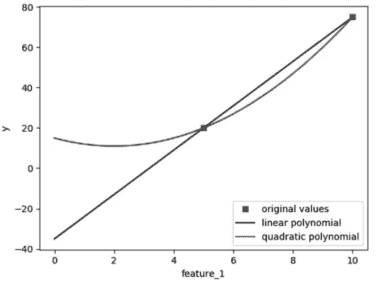 80
60
40
20
0
−20
−40
y
0
2
4
6
8
10
feature_1
original values
linear polynomial
quadratic polynomial